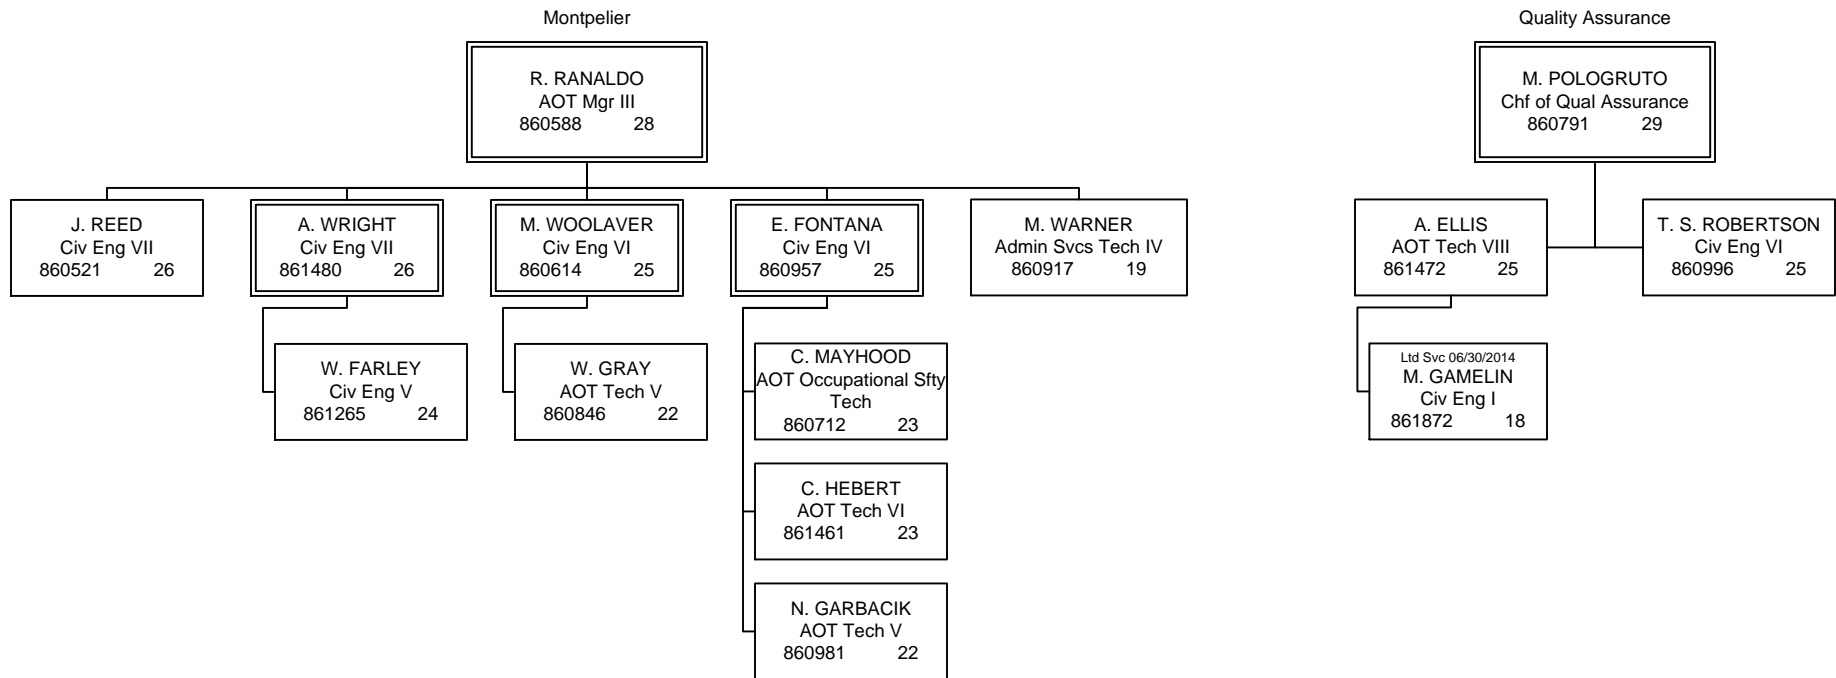 Montpelier
R. RANALDO
AOT Mgr III
860588 28
J. REED
Civ Eng VII
860521 26
A. WRIGHT
Civ Eng VII
861480 26
W. FARLEY
Civ Eng V
861265 24
M. WOOLAVER
Civ Eng VI
860614 25
W. GRAY
AOT Tech V
860846 22
E. FONTANA
Civ Eng VI
860957 25
C. MAYHOOD
AOT Occupational Sfty
Tech
860712 23
C. HEBERT
AOT Tech VI
861461 23
N. GARBACIK
AOT Tech V
860981 22
M. WARNER
Admin Svcs Tech IV
860917 19
Quality Assurance
M. POLOGRUTO
Chf of Qual Assurance
860791 29
A. ELLIS
AOT Tech VIII
861472 25
Ltd Svc 06/30/2014
M. GAMELIN
Civ Eng I
861872 18
T. S. ROBERTSON
Civ Eng VI
860996 25